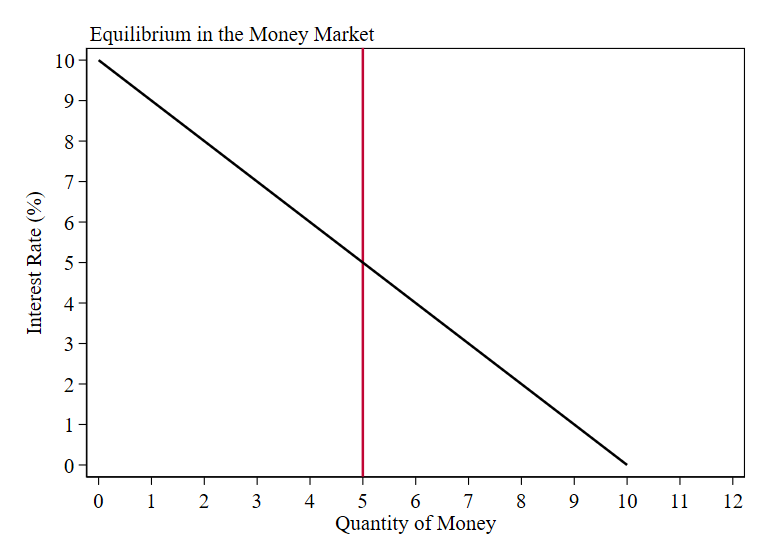 Equilibrium in the Money Market
10
9
8
7
6
5
4
3
2
1
0
Interest Rate (%)
0 1 2 3 4 5 6 7 8 9 10 11 12
Quantity of Money